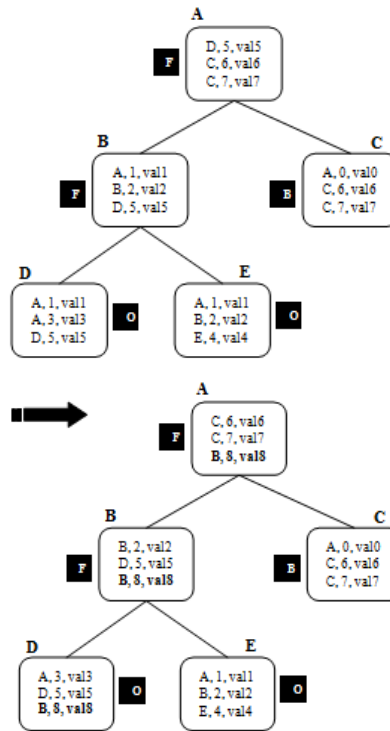 A
F
D, 5, val5
C, 6, val6
C, 7, val7
B
C
F
A, 1, val1
B, 2, val2
D, 5, val5
B
A, 0, val0
C, 6, val6
C, 7, val7
D
E
A, 1, val1
A, 3, val3
D, 5, val5
O
A, 1, val1
B, 2, val2
E, 4, val4
O
A
F
C, 6, val6
C, 7, val7
B, 8, val8
B
C
F
B, 2, val2
D, 5, val5
B, 8, val8
B
A, 0, val0
C, 6, val6
C, 7, val7
D
E
A, 3, val3
D, 5, val5
B, 8, val8
O
A, 1, val1
B, 2, val2
E, 4, val4
O